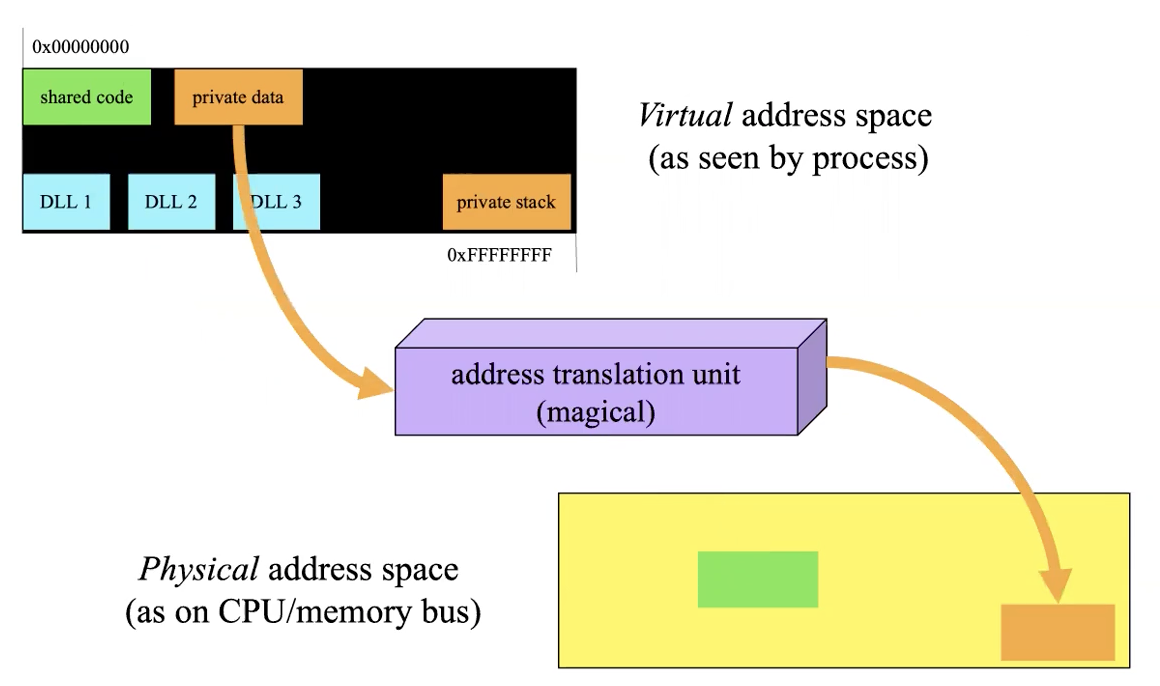 0x00000000
shared code
private data
Virtual address space
(as seen by process)
DLL 1
DLL 2
DLL 3
private stack
0xFFFFFFFF
address translation unit
(magical)
Physical address space
(as on CPU/memory bus)